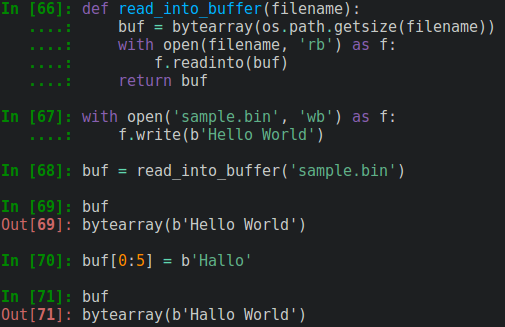 In [66]: def read_into_buffer(filename):
   ....:     buf = bytearray(os.path.getsize(filename))
   ....:     with open(filename, 'rb') as f:
   ....:         f.readinto(buf)
   ....:     return buf
In [67]: with open('sample.bin', 'wb') as f:
   ....:     f.write(b'Hello World')
In [68]: buf = read_into_buffer('sample.bin')
In [69]: buf
Out[69]: bytearray(b'Hello World')
In [70]: buf[0:5] = b'Hallo'
In [71]: buf
Out[71]: bytearray(b'Hallo World')